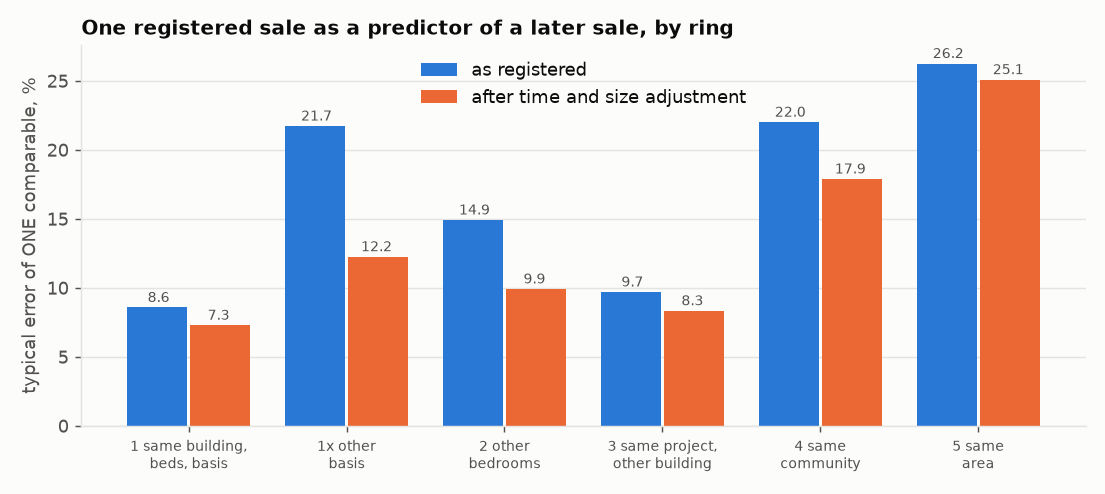 One registered sale as a predictor of a later sale, by ring
as registered
after time and size adjustment
typical error of ONE comparable, %
25
20
15
10
5
0
8.6
7.3
21.7
12.2
14.9
9.9
9.7
8.3
22.0
17.9
26.2
25.1
1 same building,
beds, basis
1x other
basis
2 other
bedrooms
3 same project,
other building
4 same
community
5 same
area